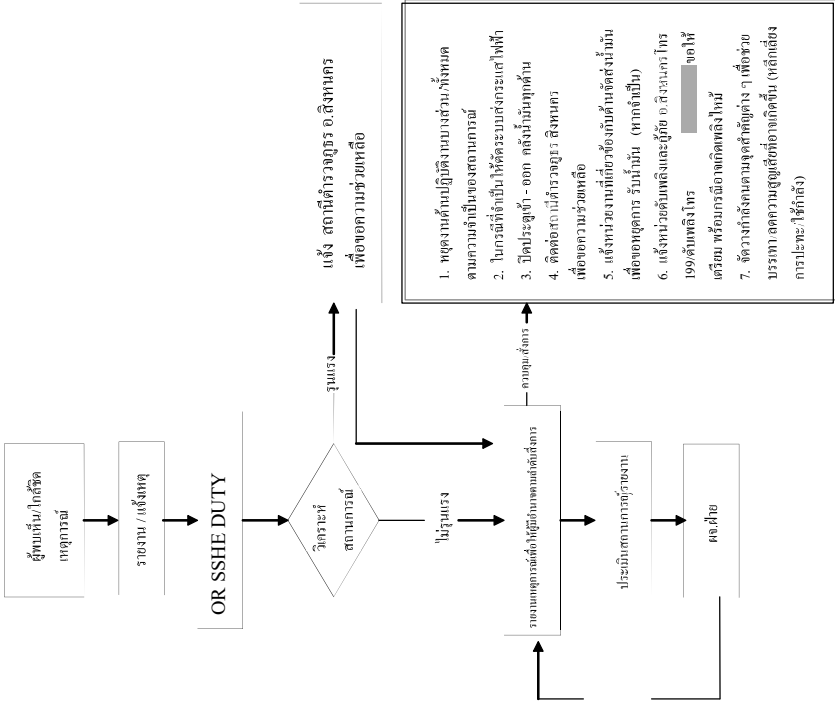 ผู้พบเห็น/ใกล้ชิด
เหตุการณ์
รายงาน / แจ้งเหตุ
OR SSHE DUTY
วิเคราะห์
สถานการณ์
รุนแรง
แจ้ง สถานีตำรวจภูธร อ.สิงหนคร
เพื่อขอความช่วยเหลือ
ไม่รุนแรง
รายงานเหตุการณ์เพื่อให้ผู้มีอำนาจตามลำดับสั่งการ
ควบคุม/สั่งการ
1. หยุดงานด้านปฏิบัติงานบางส่วน/ทั้งหมด
ตามความจำเป็นของสถานการณ์
2. ในกรณีที่จำเป็นให้ตัดระบบส่งกระแสไฟฟ้า
3. ปิดประตูเข้า - ออก คลังน้ำมันทุกด้าน
4. ติดต่อสถานีตำรวจภูธร สิงหนคร
เพื่อขอความช่วยเหลือ
5. แจ้งหน่วยงานที่เกี่ยวข้องกับด้านจัดส่งน้ำมัน
เพื่อขอหยุดการ รับน้ำมัน (หากจำเป็น)
6. แจ้งหน่วยดับเพลิงและกู้ภัย อ.สิงหนคร โทร
199/ดับเพลิงโทร ขอให้
เตรียม พร้อมกรณีอาจเกิดเพลิงไหม้
7. จัดวางกำลังคนตามจุดสำคัญต่าง ๆ เพื่อช่วย
บรรเทา/ลดความสูญเสียที่อาจเกิดขึ้น (หลีกเลี่ยง
การปะทะ/ใช้กำลัง)
ประเมินสถานการณ์/รายงาน
ผจ.ฝ่าย